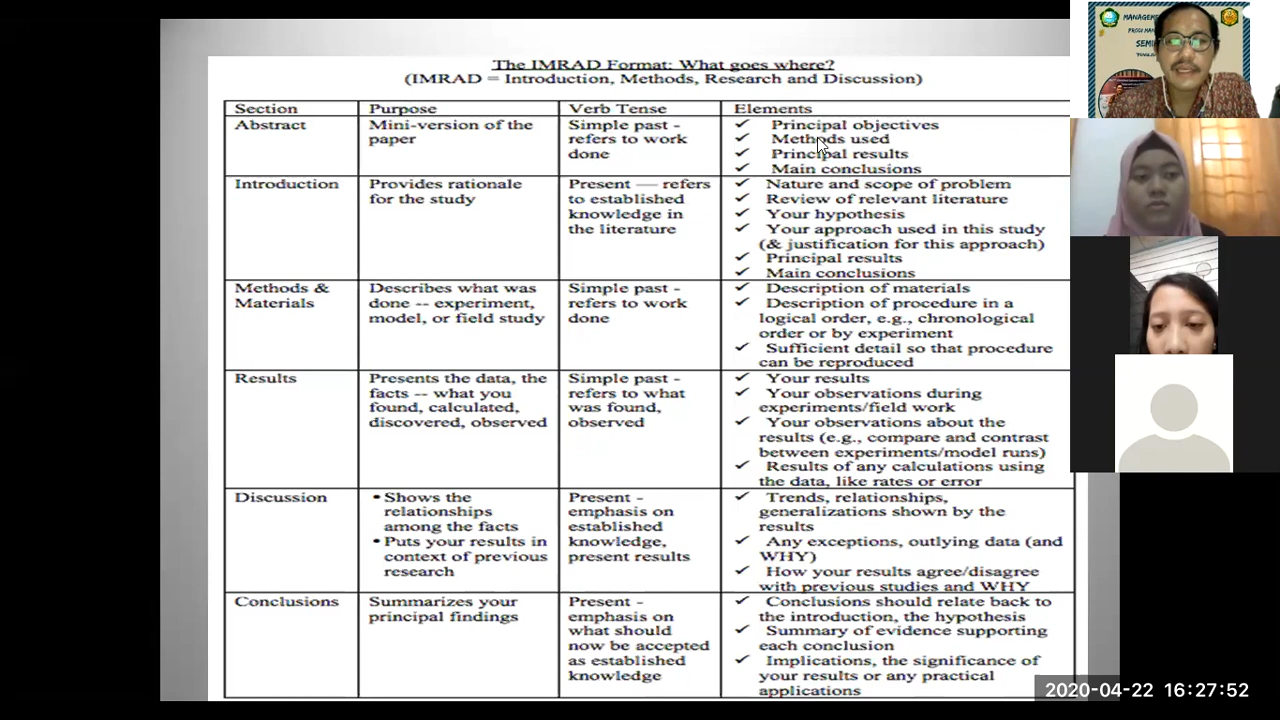 The IMRAD Format: What goes where?
(IMRAD = Introduction, Methods, Research and Discussion)
Section Purpose Verb Tense Elements
Abstract
Mini-version of the
paper
Simple past -
refers to work
done
✓ Principal objectives
✓ Methods used
✓ Principal results
✓ Main conclusions
Introduction
Provides rationale
for the study
Present — refers
to established
knowledge in
the literature
✓ Nature and scope of problem
✓ Review of relevant literature
✓ Your hypothesis
✓ Your approach used in this study
(& justification for this approach)
✓ Principal results
✓ Main conclusions
Methods &
Materials
Describes what was
done -- experiment,
model, or field study
Simple past -
refers to work
done
✓ Description of materials
✓ Description of procedure in a
logical order, e.g., chronological
order or by experiment
✓ Sufficient detail so that procedure
can be reproduced
Results
Presents the data, the
facts -- what you
found, calculated,
discovered, observed
Simple past -
refers to what
was found,
observed
✓ Your results
✓ Your observations during
experiments/field work
✓ Your observations about the
results (e.g., compare and contrast
between experiments/model runs)
✓ Results of any calculations using
the data, like rates or error
Discussion
• Shows the
relationships
among the facts
• Puts your results in
context of previous
research
Present -
emphasis on
established
knowledge,
present results
✓ Trends, relationships,
generalizations shown by the
results
✓ Any exceptions, outlying data (and
WHY)
✓ How your results agree/disagree
with previous studies and WHY
Conclusions
Summarizes your
principal findings
Present -
emphasis on
what should
now be accepted
as established
knowledge
✓ Conclusions should relate back to
the introduction, the hypothesis
✓ Summary of evidence supporting
each conclusion
✓ Implications, the significance of
your results or any practical
applications
2020-04-22 16:27:52